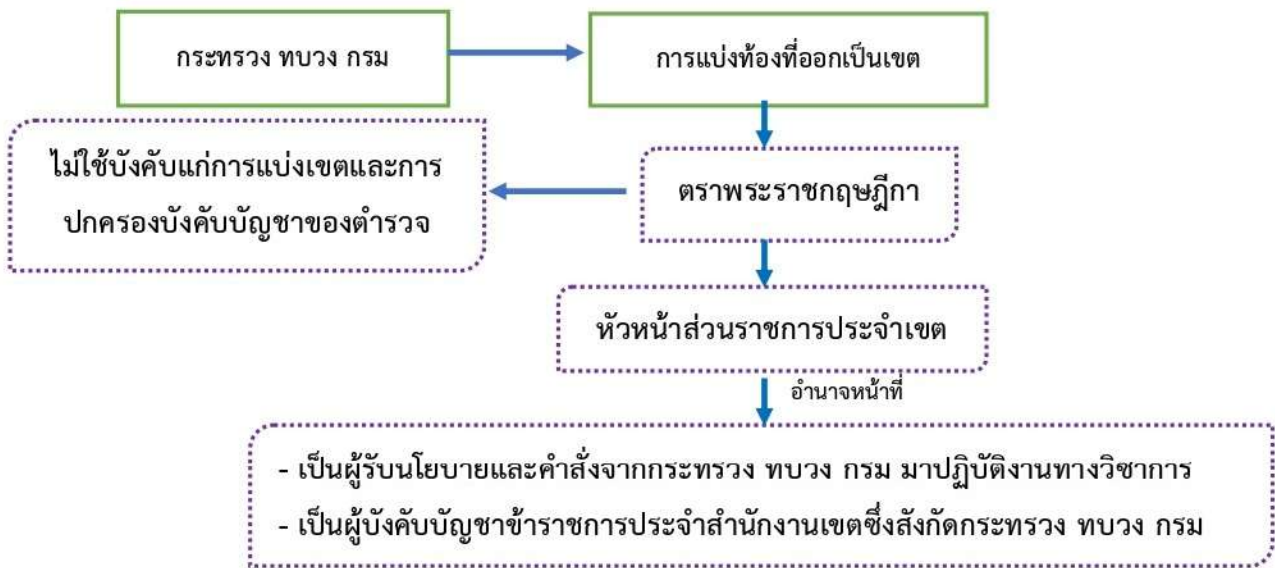 กระทรวง ทบวง กรม
การแบ่งท้องที่ออกเป็นเขต
ไม่ใช้บังคับแก่การแบ่งเขตและการ
ปกครองบังคับบัญชาของตำรวจ
ตราพระราชกฤษฎีกา
หัวหน้าส่วนราชการประจำเขต
อำนาจหน้าที่
- เป็นผู้รับนโยบายและคำสั่งจากกระทรวง ทบวง กรม มาปฏิบัติงานทางวิชาการ
- เป็นผู้บังคับบัญชาข้าราชการประจำสำนักงานเขตซึ่งสังกัดกระทรวง ทบวง กรม